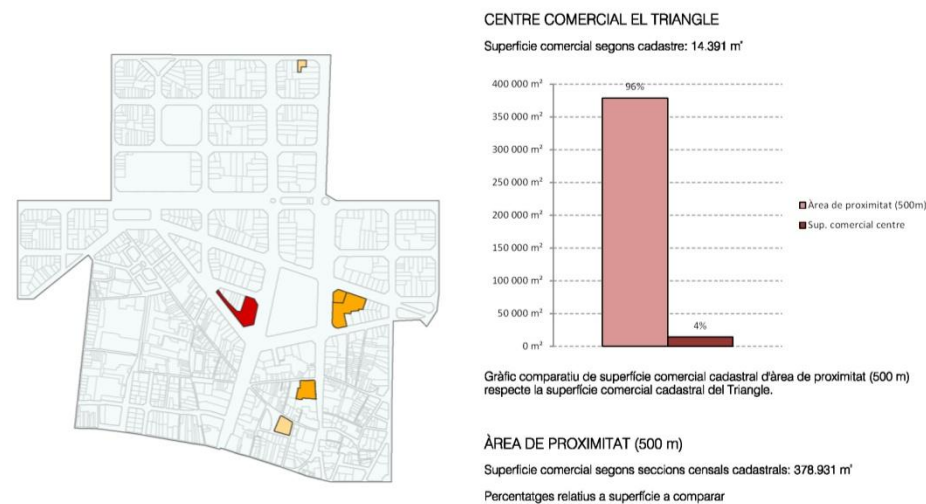 CENTRE COMERCIAL EL TRIANGLE
Superfície comercial segons cadastre: 14.391 m²
400 000 m²
350 000 m²
300 000 m²
250 000 m²
200 000 m²
150 000 m²
100 000 m²
50 000 m²
0 m²
96%
4%
Àrea de proximitat (500m)
Sup. comercial centre
Gràfic comparatiu de superfície comercial cadastral d'àrea de proximitat (500 m)
respecte la superfície comercial cadastral del Triangle.
ÀREA DE PROXIMITAT (500 m)
Superfície comercial segons seccions censals cadastrals: 378.931 m²
Percentatges relatius a superfície a comparar